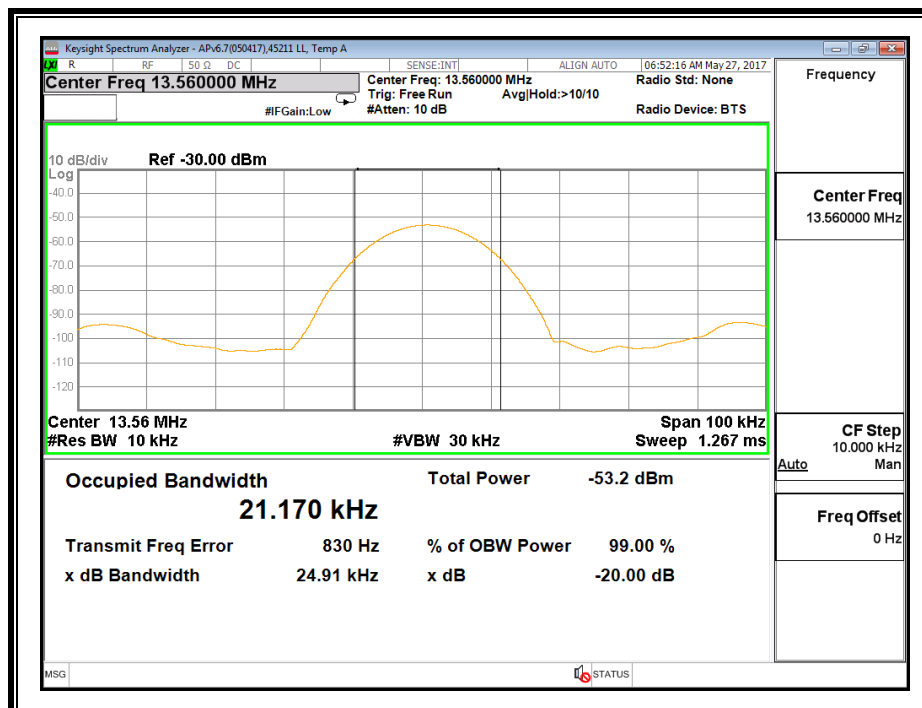 Keysight Spectrum Analyzer - APv6.7(050417),45211 LL, Temp A
LXI R RF 50 Ω DC SENSE:INT ALIGN AUTO 06:52:16 AM May 27, 2017
Center Freq 13.560000 MHz
Center Freq: 13.560000 MHz Radio Std: None
Trig: Free Run Avg|Hold:>10/10
#IFGain:Low #Atten: 10 dB Radio Device: BTS
10 dB/div Ref -30.00 dBm
Log
-40.0
-50.0
-60.0
-70.0
-80.0
-90.0
-100
-110
-120
Center 13.56 MHz Span 100 kHz
#Res BW 10 kHz #VBW 30 kHz Sweep 1.267 ms
Occupied Bandwidth Total Power -53.2 dBm
21.170 kHz
Transmit Freq Error 830 Hz % of OBW Power 99.00 %
x dB Bandwidth 24.91 kHz x dB -20.00 dB
MSG STATUS
Frequency
Center Freq
13.560000 MHz
CF Step
10.000 kHz
Auto Man
Freq Offset
0 Hz